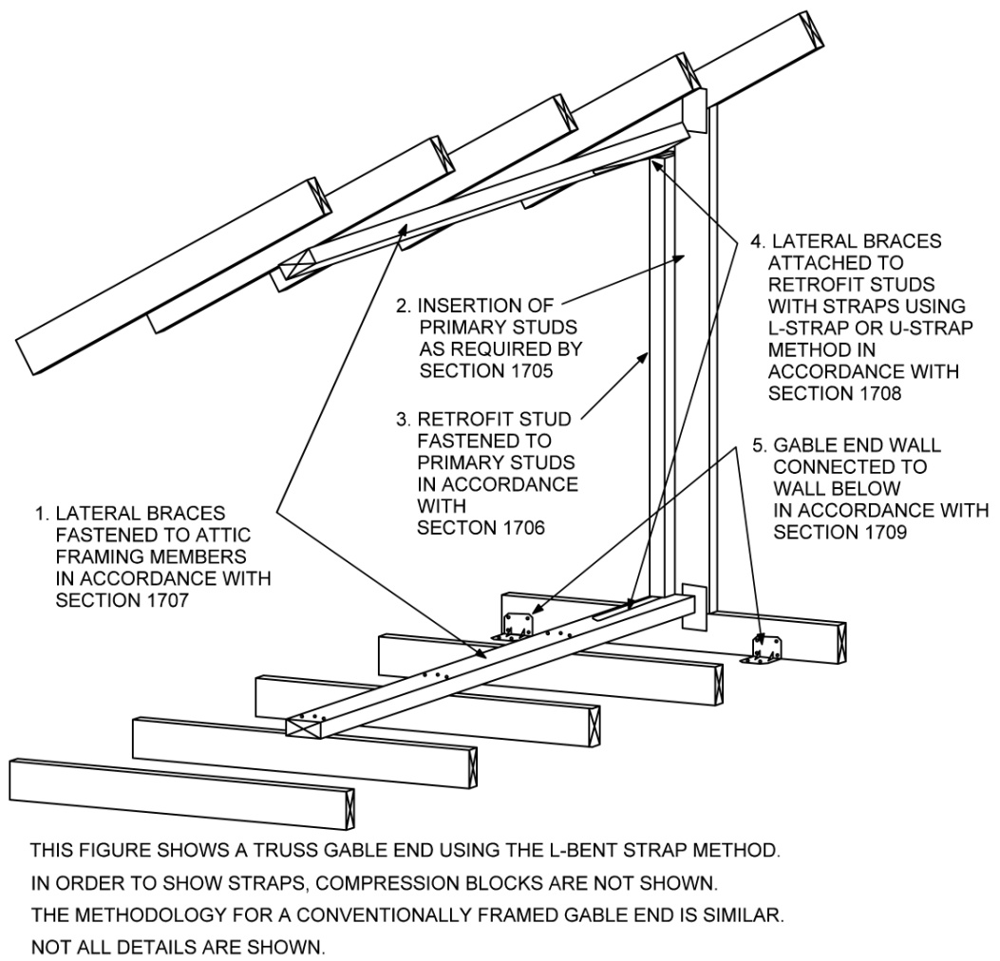 4. LATERAL BRACES
ATTACHED TO
RETROFIT STUDS
WITH STRAPS USING
L-STRAP OR U-STRAP
METHOD IN
ACCORDANCE WITH
SECTION 1708
2. INSERTION OF
PRIMARY STUDS
AS REQUIRED BY
SECTION 1705
3. RETROFIT STUD
FASTENED TO
PRIMARY STUDS
IN ACCORDANCE
WITH
SECTON 1706
5. GABLE END WALL
CONNECTED TO
WALL BELOW
IN ACCORDANCE WITH
SECTION 1709
1. LATERAL BRACES
FASTENED TO ATTIC
FRAMING MEMBERS
IN ACCORDANCE WITH
SECTION 1707
THIS FIGURE SHOWS A TRUSS GABLE END USING THE L-BENT STRAP METHOD.
IN ORDER TO SHOW STRAPS, COMPRESSION BLOCKS ARE NOT SHOWN.
THE METHODOLOGY FOR A CONVENTIONALLY FRAMED GABLE END IS SIMILAR.
NOT ALL DETAILS ARE SHOWN.